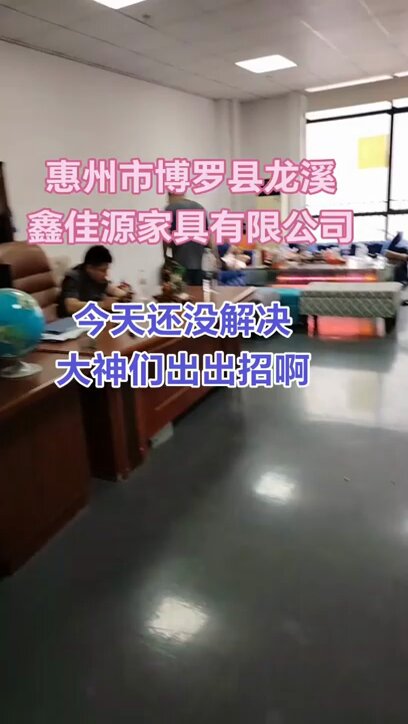 惠州市博罗县龙溪
鑫佳源家具有限公司
今天还没解决
大神们出出招啊